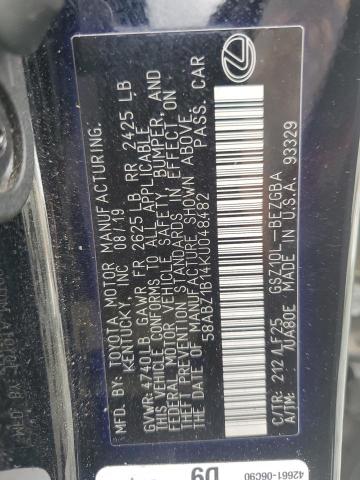 MFD BY: TOYOTA MOTOR MANUFACTURING,
KENTUCKY, INC. 08/19
GVWR:4740LB GAWR FR 2625LB RR 2425 LB
THIS VEHICLE CONFORMS TO ALL APPLICABLE
FEDERAL MOTOR VEHICLE SAFETY, BUMPER, AND
THEFT PREVENTION STANDARDS IN EFFECT ON
THE DATE OF MANUFACTURE SHOWN ABOVE.
58ABZ1B14KU048482 PASS. CAR
C/TR: 212/LF25 GSZ10L-BEZGBA
A/TM: /UA80E MADE IN U.S.A. 93329
42661-06C90
D9